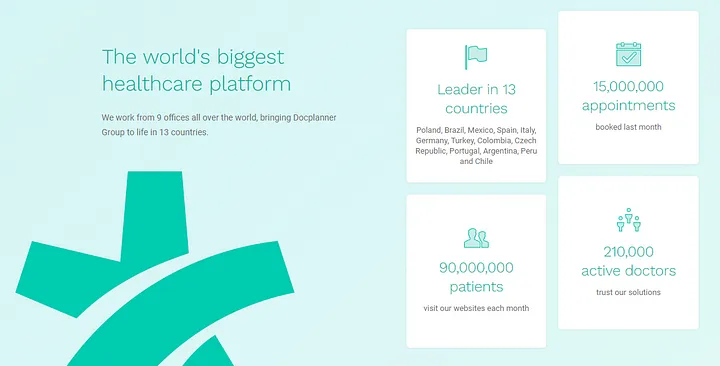 The world's biggest
healthcare platform
We work from 9 offices all over the world, bringing Docplanner
Group to life in 13 countries.
Leader in 13
countries
Poland, Brazil, Mexico, Spain, Italy,
Germany, Turkey, Colombia, Czech
Republic, Portugal, Argentina, Peru
and Chile
15,000,000
appointments
booked last month
90,000,000
patients
visit our websites each month
210,000
active doctors
trust our solutions